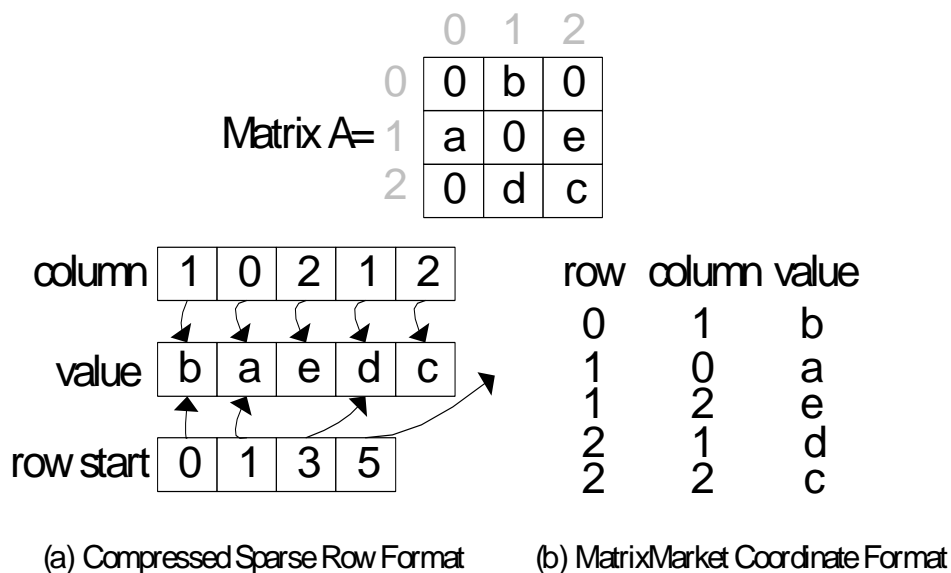 0 1 2
0 0 b 0
Matrix A= 1 a 0 e
2 0 d c
column 1 0 2 1 2
value b a e d c
row start 0 1 3 5
row column value
0 1 b
1 0 a
1 2 e
2 1 d
2 2 c
(a) Compressed Sparse Row Format
(b) MatrixMarket Coordinate Format